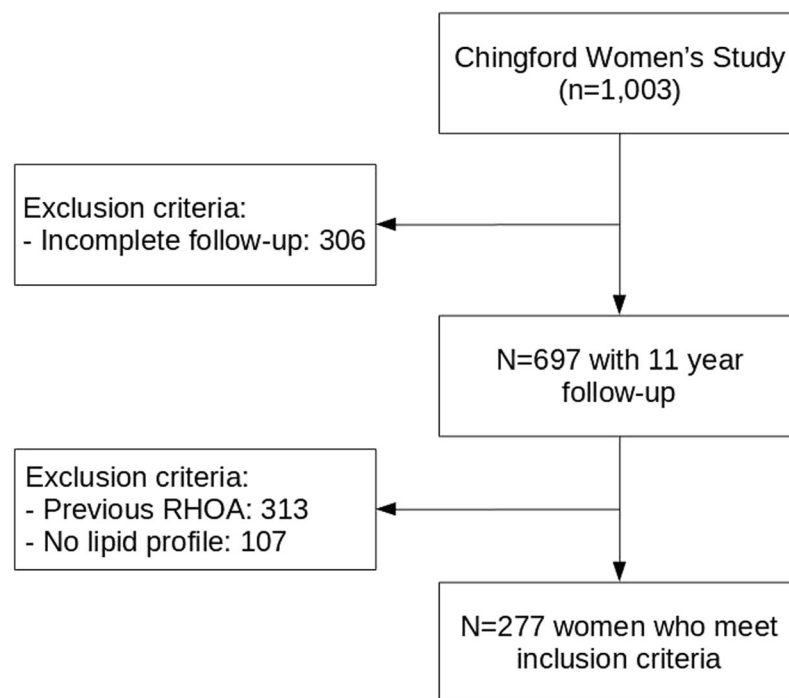 Chingford Women's Study
(n=1,003)
Exclusion criteria:
- Incomplete follow-up: 306
N=697 with 11 year
follow-up
Exclusion criteria:
- Previous RHOA: 313
- No lipid profile: 107
N=277 women who meet
inclusion criteria